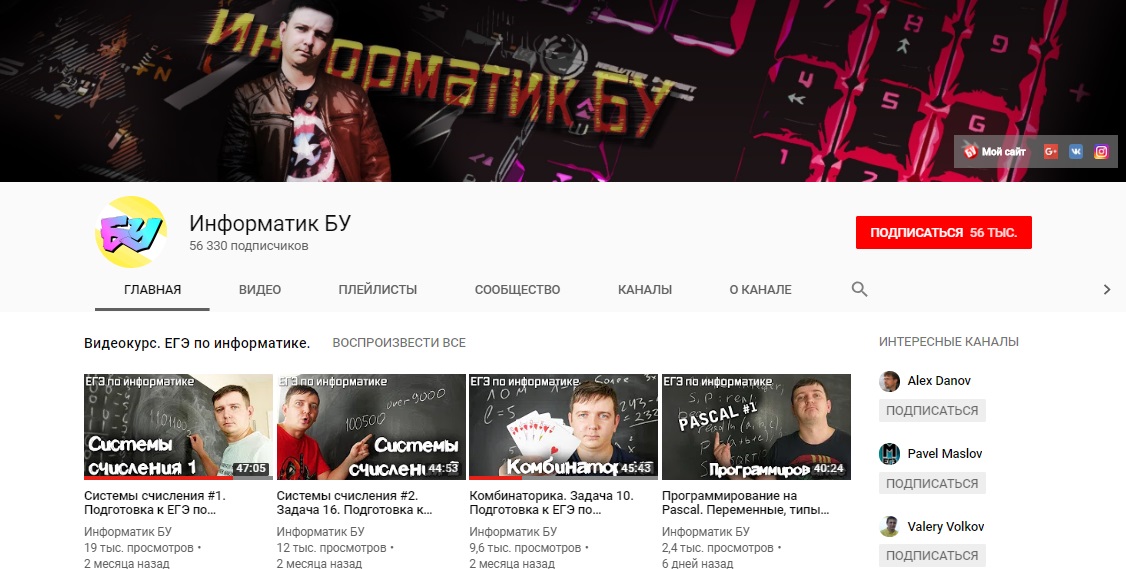 Информатик БУ
Мой сайт
G+
БУ
Информатик БУ
56 330 подписчиков
ПОДПИСАТЬСЯ 56 ТЫС.
ГЛАВНАЯ ВИДЕО ПЛЕЙЛИСТЫ СООБЩЕСТВО КАНАЛЫ О КАНАЛЕ
Видеокурс. ЕГЭ по информатике. ВОСПРОИЗВЕСТИ ВСЕ
ЕГЭ по информатике
Системы
счисления 1
47:05
Системы счисления #1.
Подготовка к ЕГЭ по…
Информатик БУ
19 тыс. просмотров •
2 месяца назад
ЕГЭ по информатике
over 9000
100500
Системы
44:53
Системы счисления #2.
Задача 16. Подготовка к…
Информатик БУ
12 тыс. просмотров •
2 месяца назад
ЕГЭ по информатике
45:43
Комбинаторика. Задача 10.
Подготовка к ЕГЭ по…
Информатик БУ
9,6 тыс. просмотров •
2 месяца назад
ЕГЭ по информатике
PASCAL #1
40:24
Программирование на
Pascal. Переменные, типы…
Информатик БУ
2,4 тыс. просмотров •
6 дней назад
ИНТЕРЕСНЫЕ КАНАЛЫ
Alex Danov
ПОДПИСАТЬСЯ
Pavel Maslov
ПОДПИСАТЬСЯ
Valery Volkov
ПОДПИСАТЬСЯ